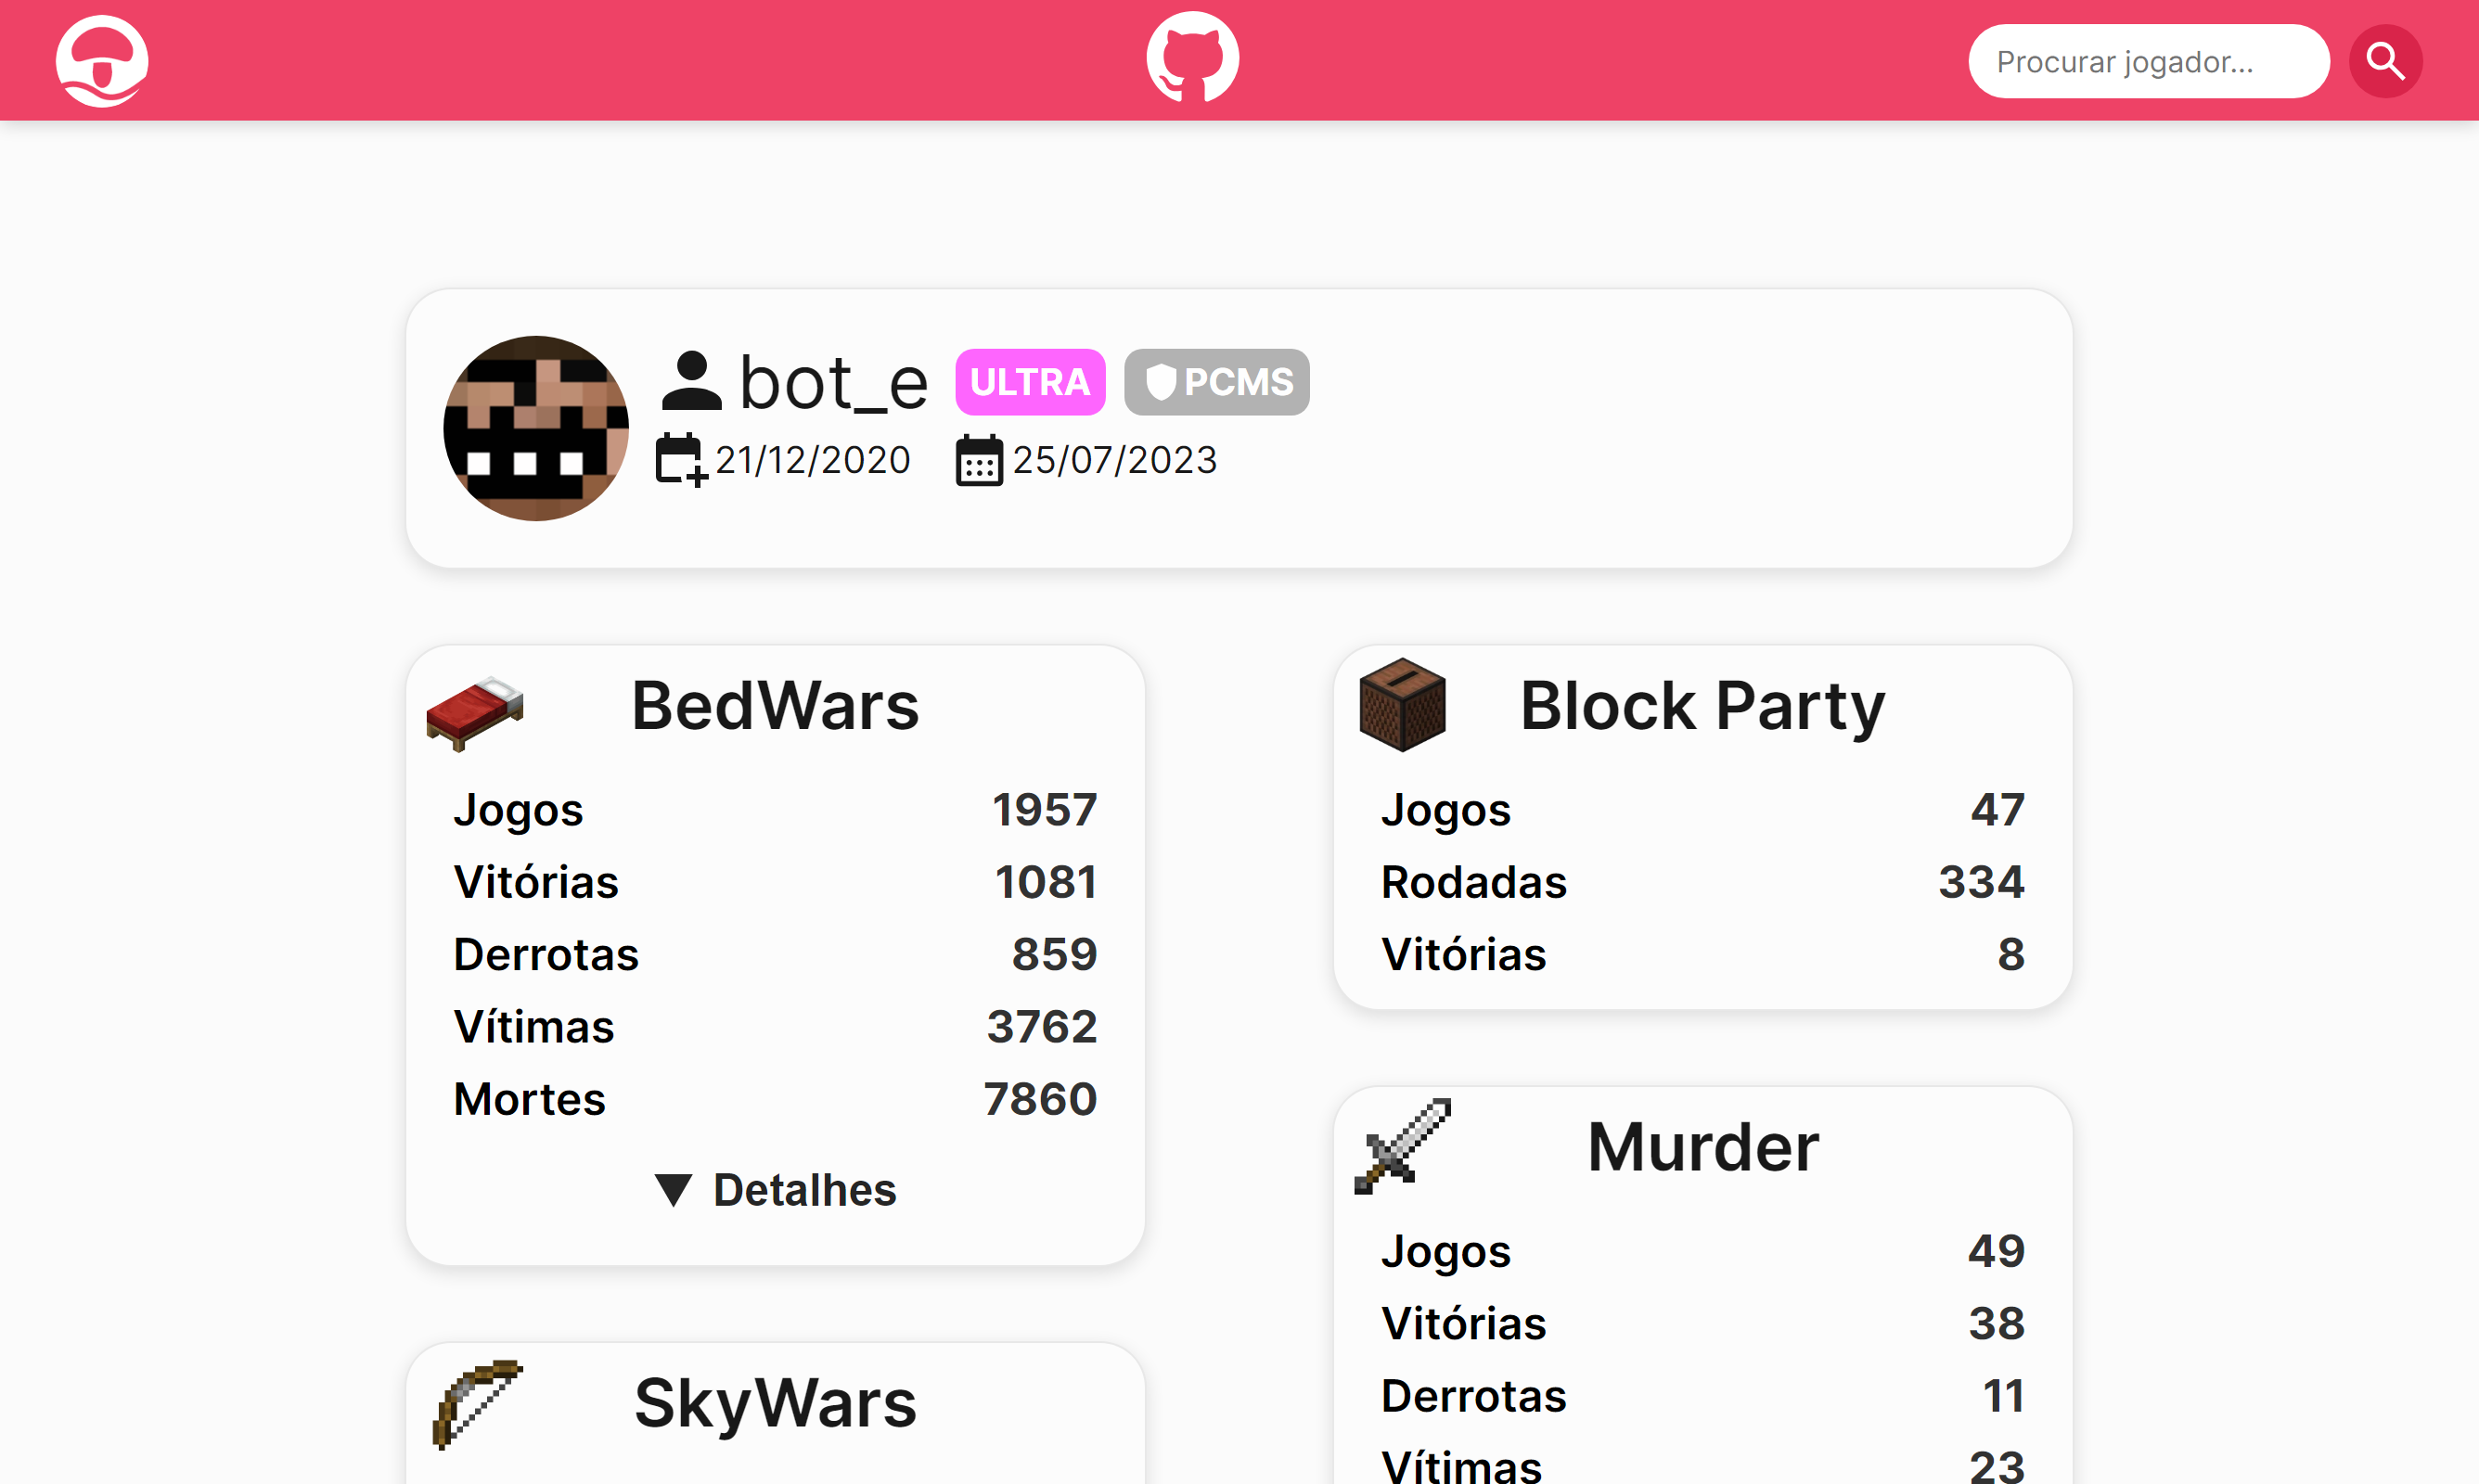 Procurar jogador...
bot_e ULTRA PCMS
21/12/2020 25/07/2023
BedWars
Jogos 1957
Vitórias 1081
Derrotas 859
Vítimas 3762
Mortes 7860
▼ Detalhes
SkyWars
Block Party
Jogos 47
Rodadas 334
Vitórias 8
Murder
Jogos 49
Vitórias 38
Derrotas 11
Vítimas 23